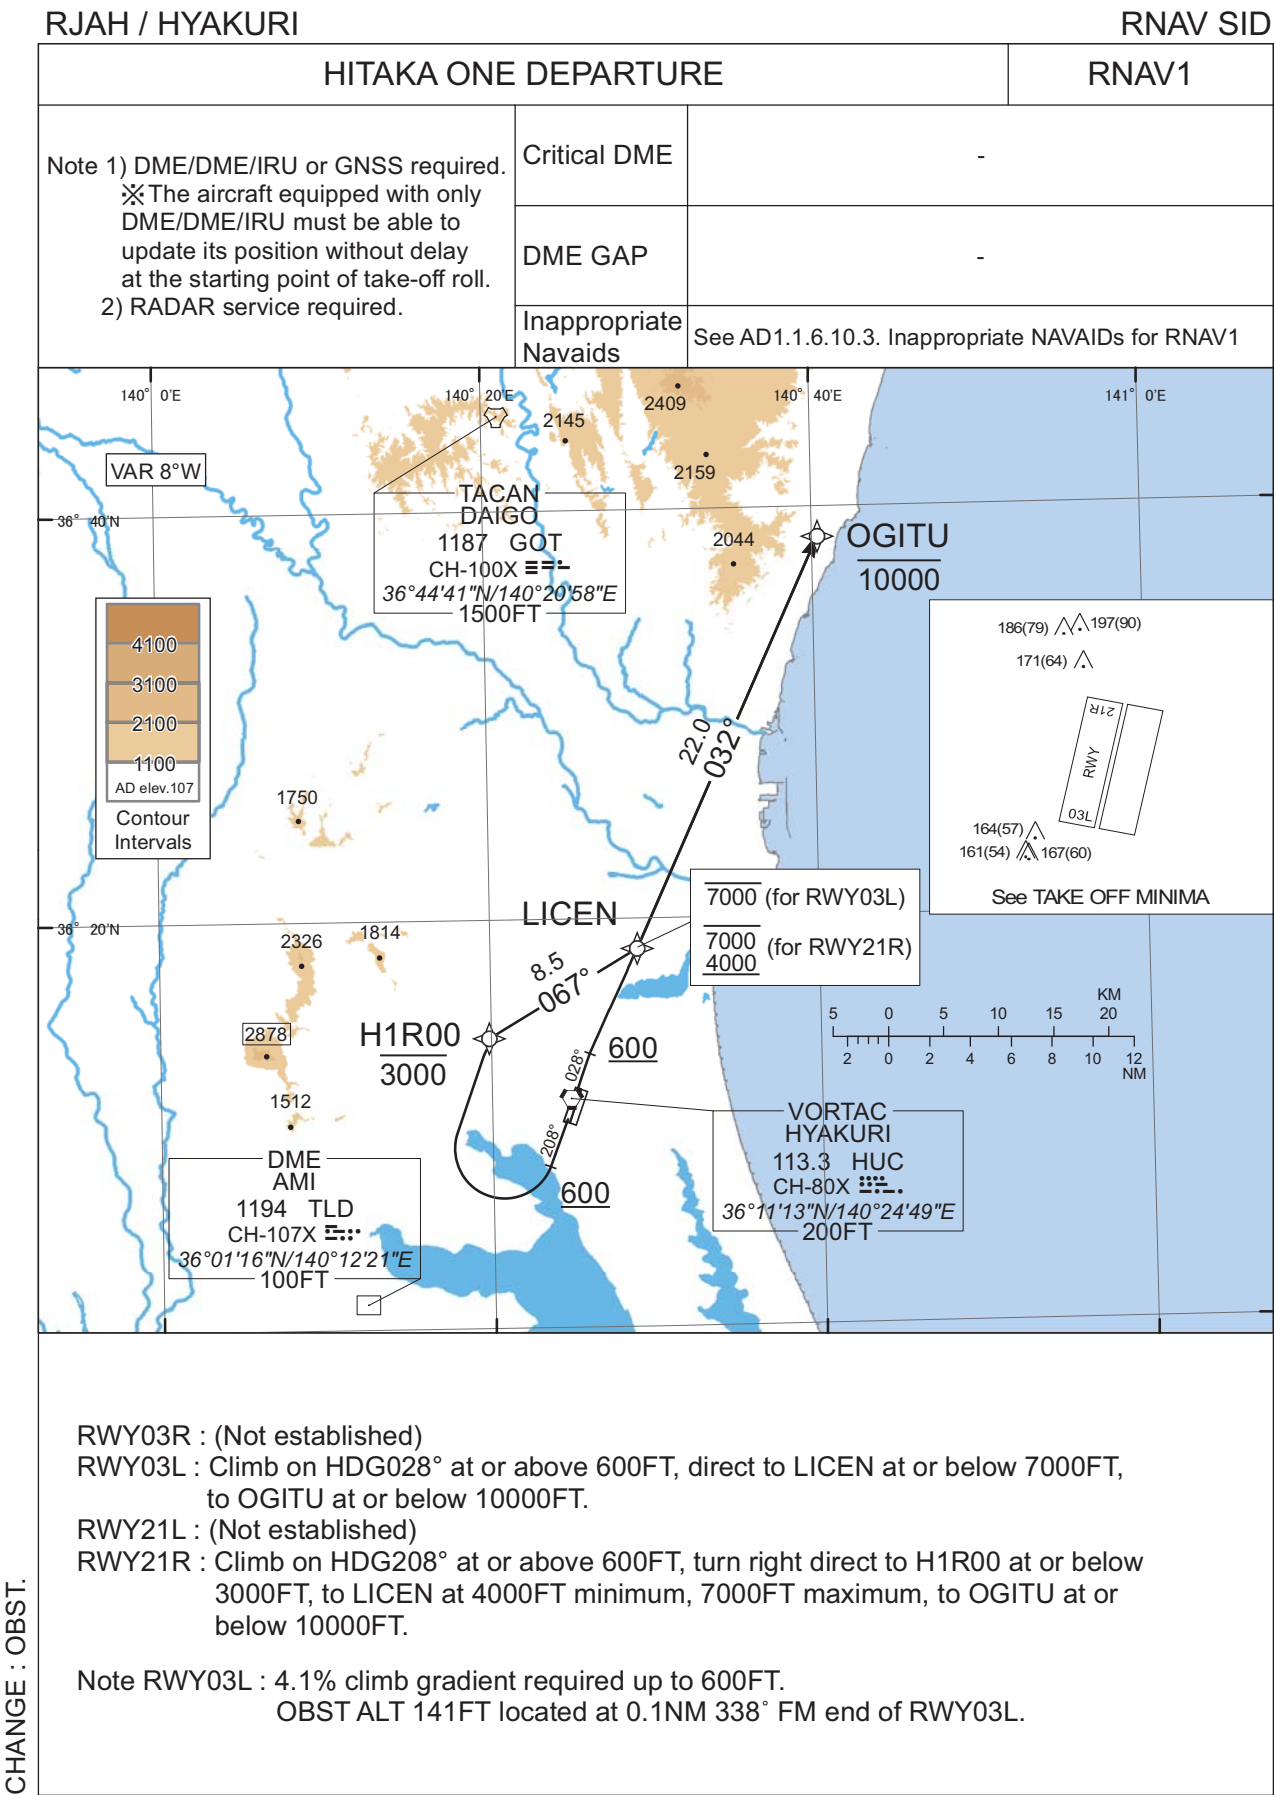 RJAH / HYAKURI
RNAV SID
HITAKA ONE DEPARTURE
RNAV1
Note 1) DME/DME/IRU or GNSS required.
※ The aircraft equipped with only
DME/DME/IRU must be able to
update its position without delay
at the starting point of take-off roll.
2) RADAR service required.
Critical DME
-
DME GAP
-
Inappropriate
Navaids
See AD1.1.6.10.3. Inappropriate NAVAIDs for RNAV1
140° 0'E
140° 20'E
140° 40'E
141° 0'E
2409
2145
2159
VAR 8°W
36° 40'N
TACAN
DAIGO
1187 GOT
CH-100X
36°44'41"N/140°20'58"E
1500FT
2044
OGITU
10000
4100
3100
2100
1100
AD elev.107
Contour
Intervals
186(79)
197(90)
171(64)
21R
RWY
03L
164(57)
161(54)
167(60)
See TAKE OFF MINIMA
22.0
032°
1750
7000 (for RWY03L)
7000
4000
(for RWY21R)
LICEN
36° 20'N
2326
1814
8.5
067°
H1R00
3000
2878
1512
028°
600
208°
600
KM
5 0 5 10 15 20
2 0 2 4 6 8 10 12
NM
VORTAC
HYAKURI
113.3 HUC
CH-80X
36°11'13"N/140°24'49"E
200FT
DME
AMI
1194 TLD
CH-107X
36°01'16"N/140°12'21"E
100FT
RWY03R : (Not established)
RWY03L : Climb on HDG028° at or above 600FT, direct to LICEN at or below 7000FT,
to OGITU at or below 10000FT.
RWY21L : (Not established)
RWY21R : Climb on HDG208° at or above 600FT, turn right direct to H1R00 at or below
3000FT, to LICEN at 4000FT minimum, 7000FT maximum, to OGITU at or
below 10000FT.
Note RWY03L : 4.1% climb gradient required up to 600FT.
OBST ALT 141FT located at 0.1NM 338° FM end of RWY03L.
CHANGE : OBST.